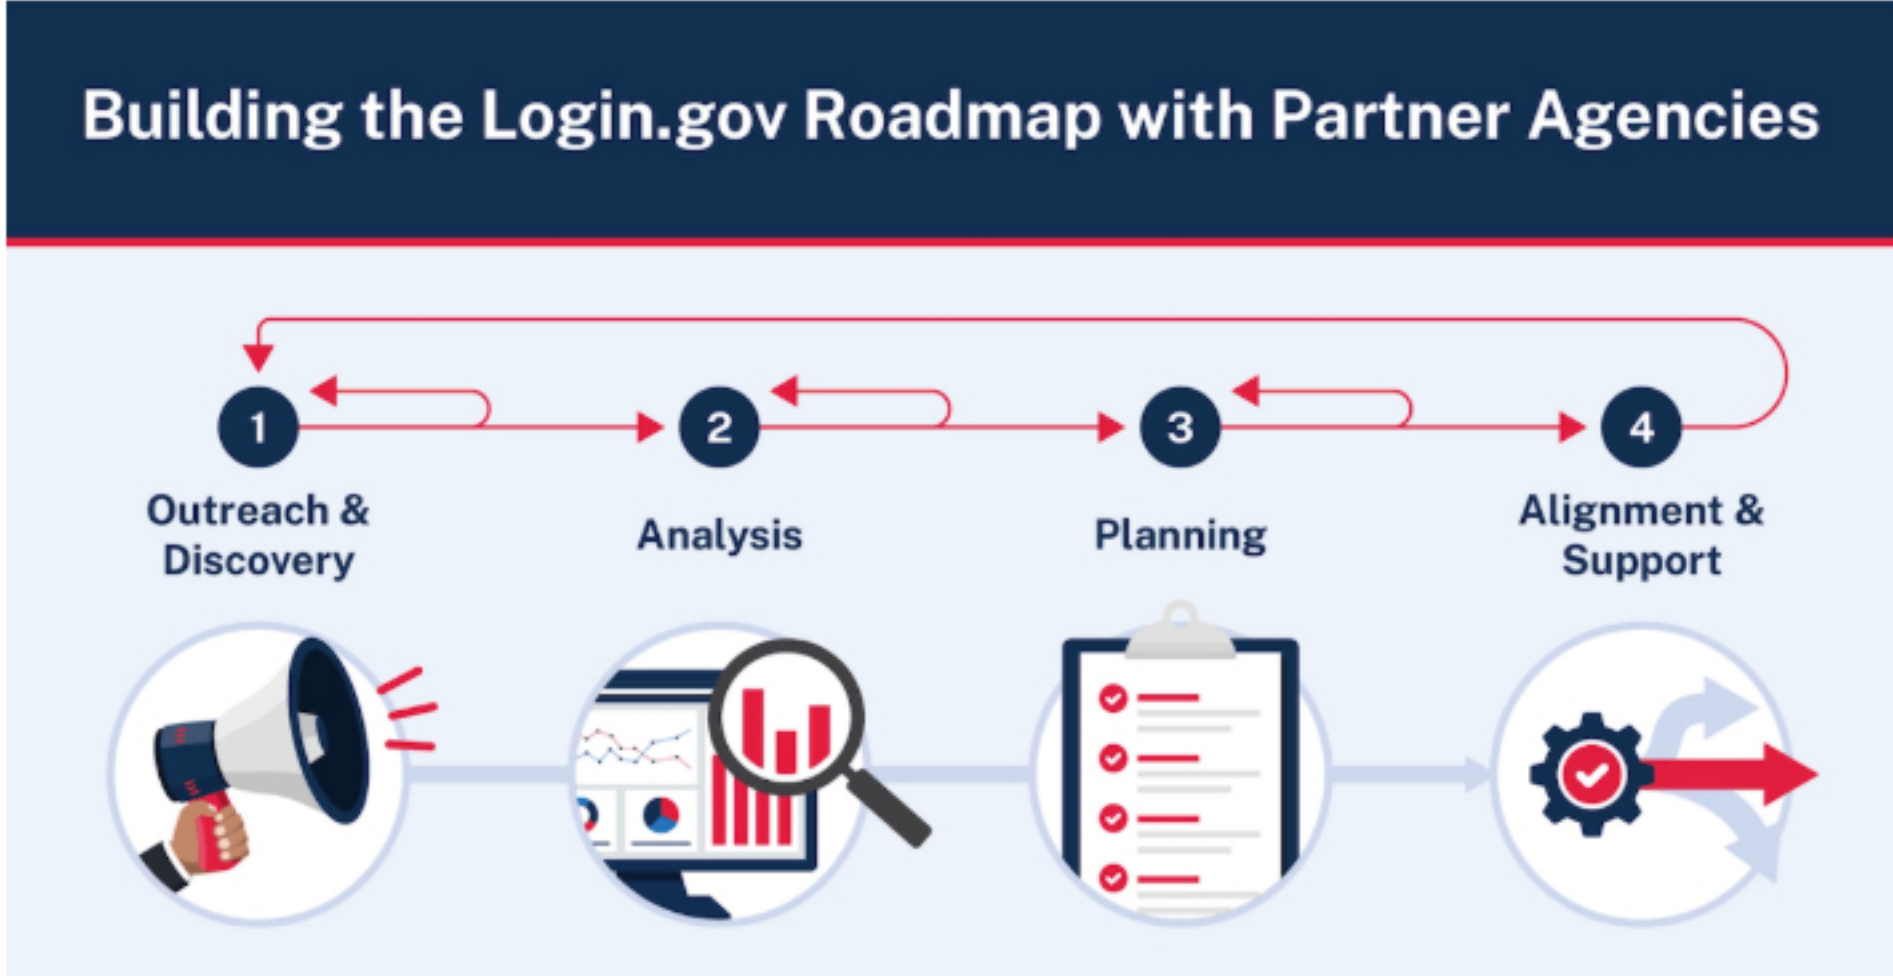 Building the Login.gov Roadmap with Partner Agencies
1
2
3
4
Outreach &
Discovery
Analysis
Planning
Alignment &
Support